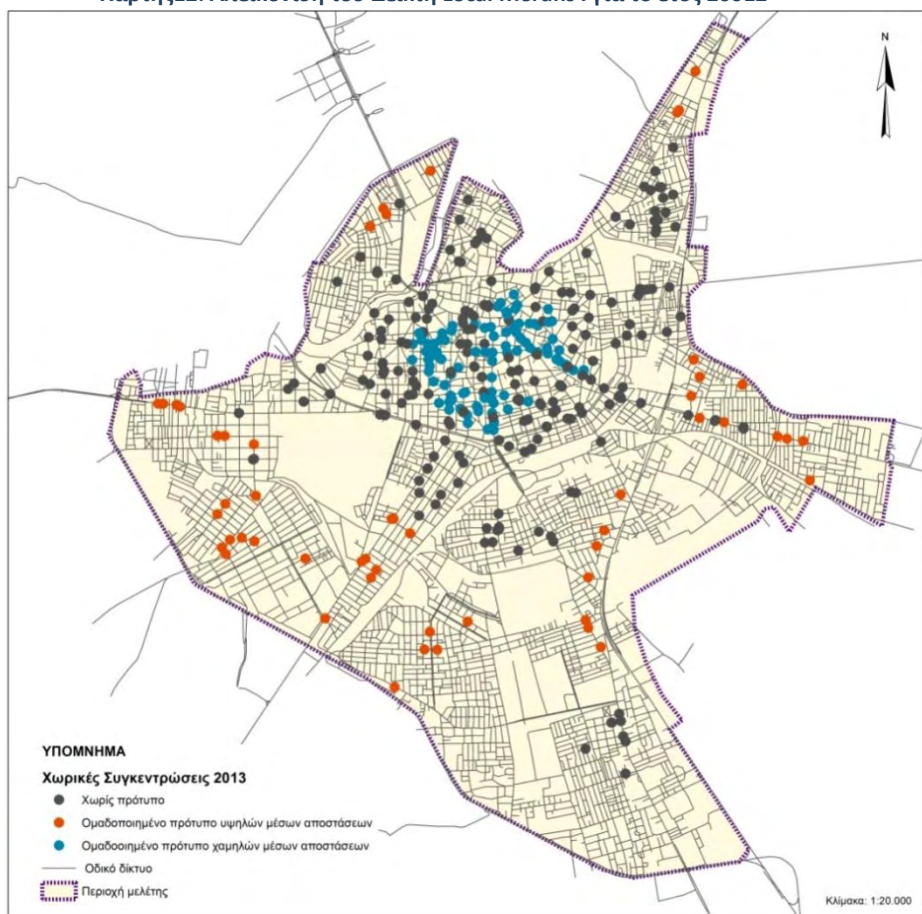 N
ΥΠΟΜΝΗΜΑ
Χωρικές Συγκεντρώσεις 2013
Χωρίς πρότυπο
Ομαδοποιημένο πρότυπο υψηλών μέσων αποστάσεων
Ομαδοοιημένο πρότυπο χαμηλών μέσων αποστάσεων
Οδικό δίκτυο
Περιοχή μελέτης
Κλίμακα: 1:20.000